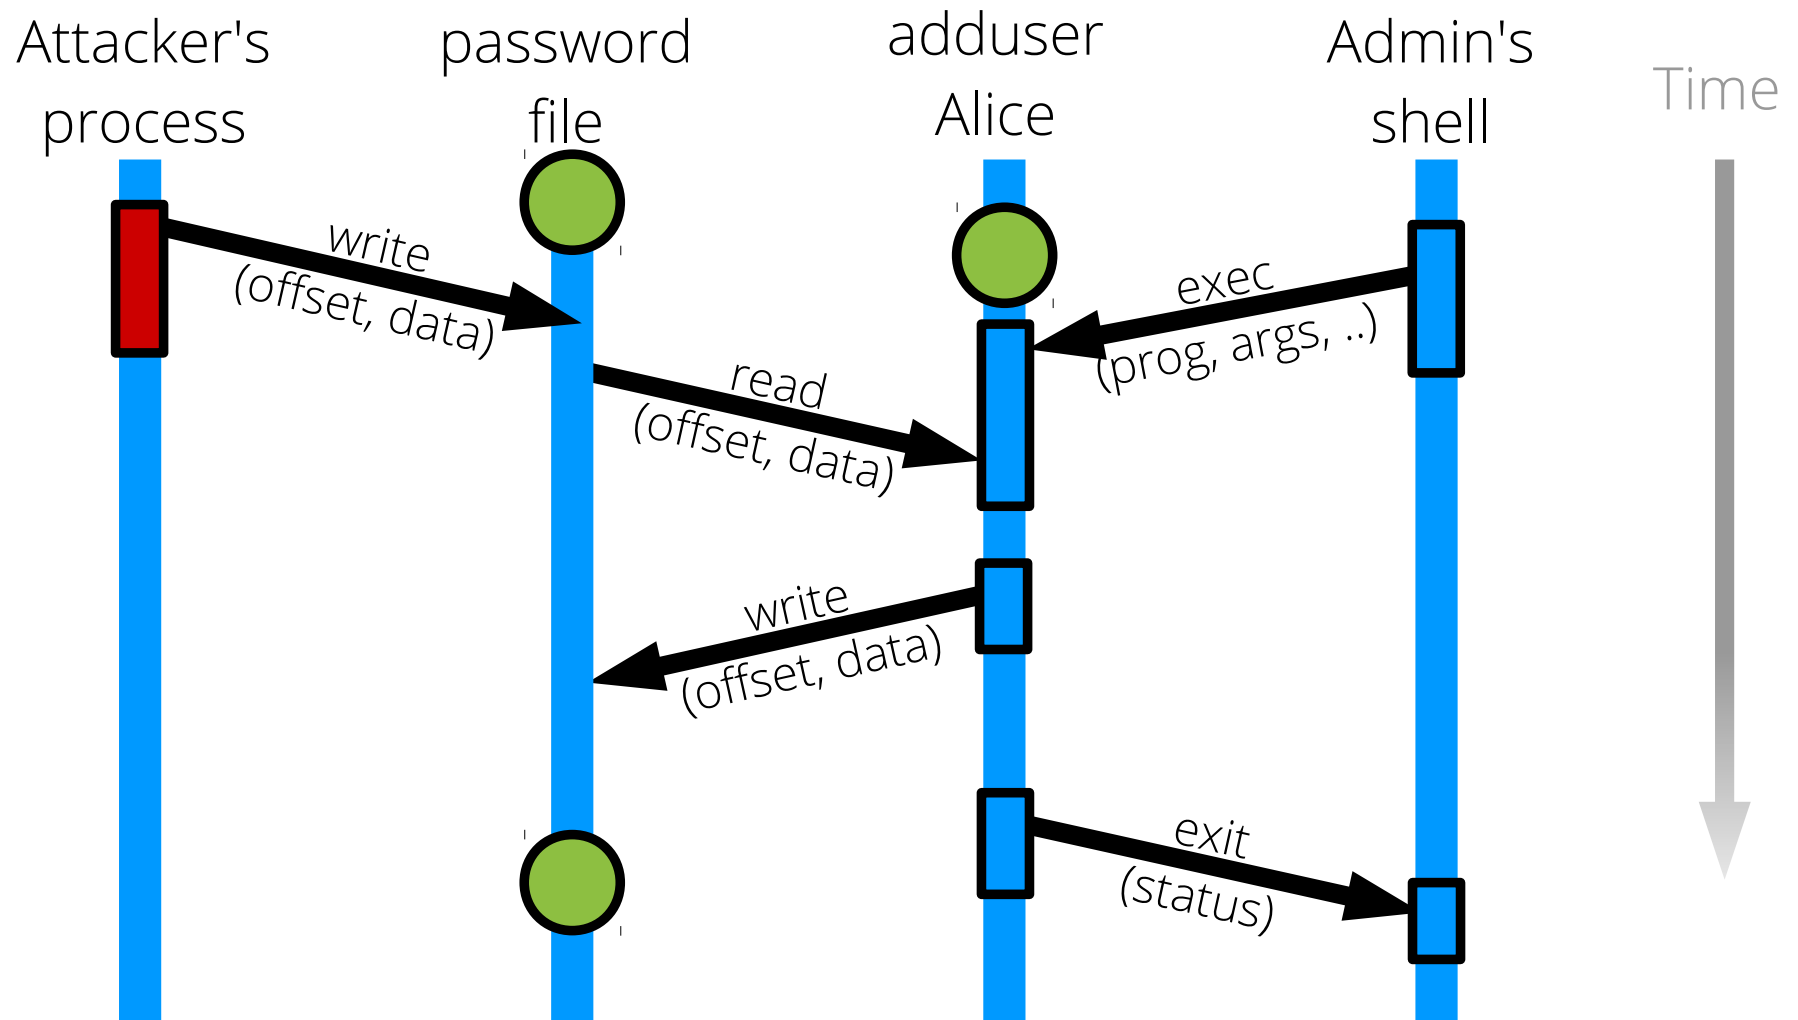 Attacker's
process
password
file
adduser
Alice
Admin's
shell
Time
write
(offset, data)
exec
(prog, args, ..)
read
(offset, data)
write
(offset, data)
exit
(status)